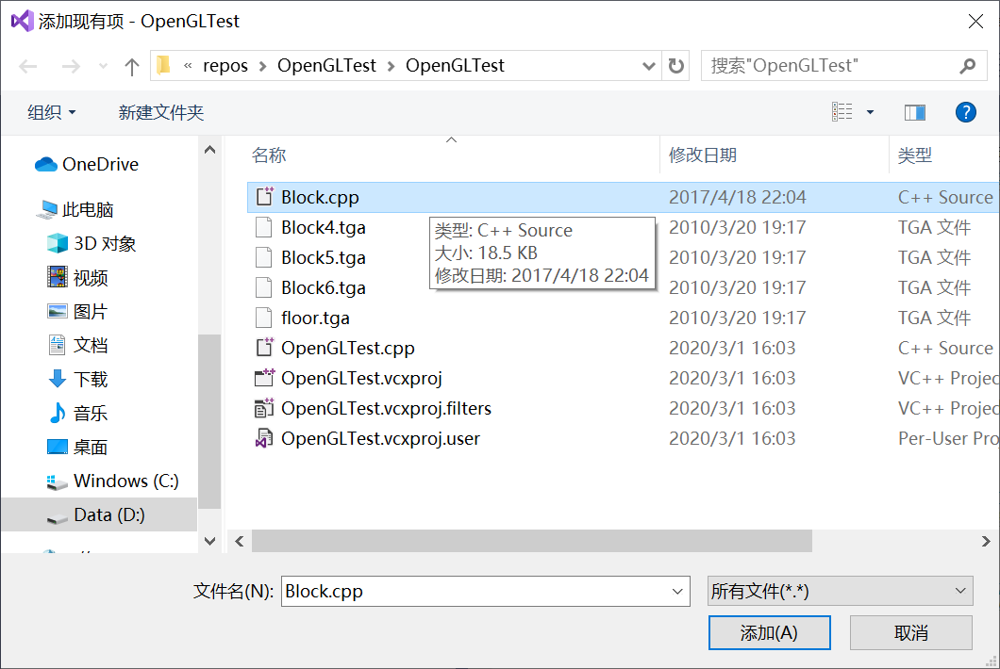 添加现有项 - OpenGLTest
« repos > OpenGLTest > OpenGLTest
搜索"OpenGLTest"
组织
新建文件夹
?
OneDrive
此电脑
3D 对象
视频
图片
文档
下载
音乐
桌面
Windows (C:)
Data (D:)
名称 修改日期 类型
Block.cpp 2017/4/18 22:04 C++ Source
Block4.tga 2010/3/20 19:17 TGA 文件
Block5.tga 2010/3/20 19:17 TGA 文件
Block6.tga 2010/3/20 19:17 TGA 文件
floor.tga 2010/3/20 19:17 TGA 文件
OpenGLTest.cpp 2020/3/1 16:03 C++ Source
OpenGLTest.vcxproj 2020/3/1 16:03 VC++ Projec
OpenGLTest.vcxproj.filters 2020/3/1 16:03 VC++ Projec
OpenGLTest.vcxproj.user 2020/3/1 16:03 Per-User Pro
类型: C++ Source
大小: 18.5 KB
修改日期: 2017/4/18 22:04
文件名(N): Block.cpp
所有文件(*.*)
添加(A)
取消